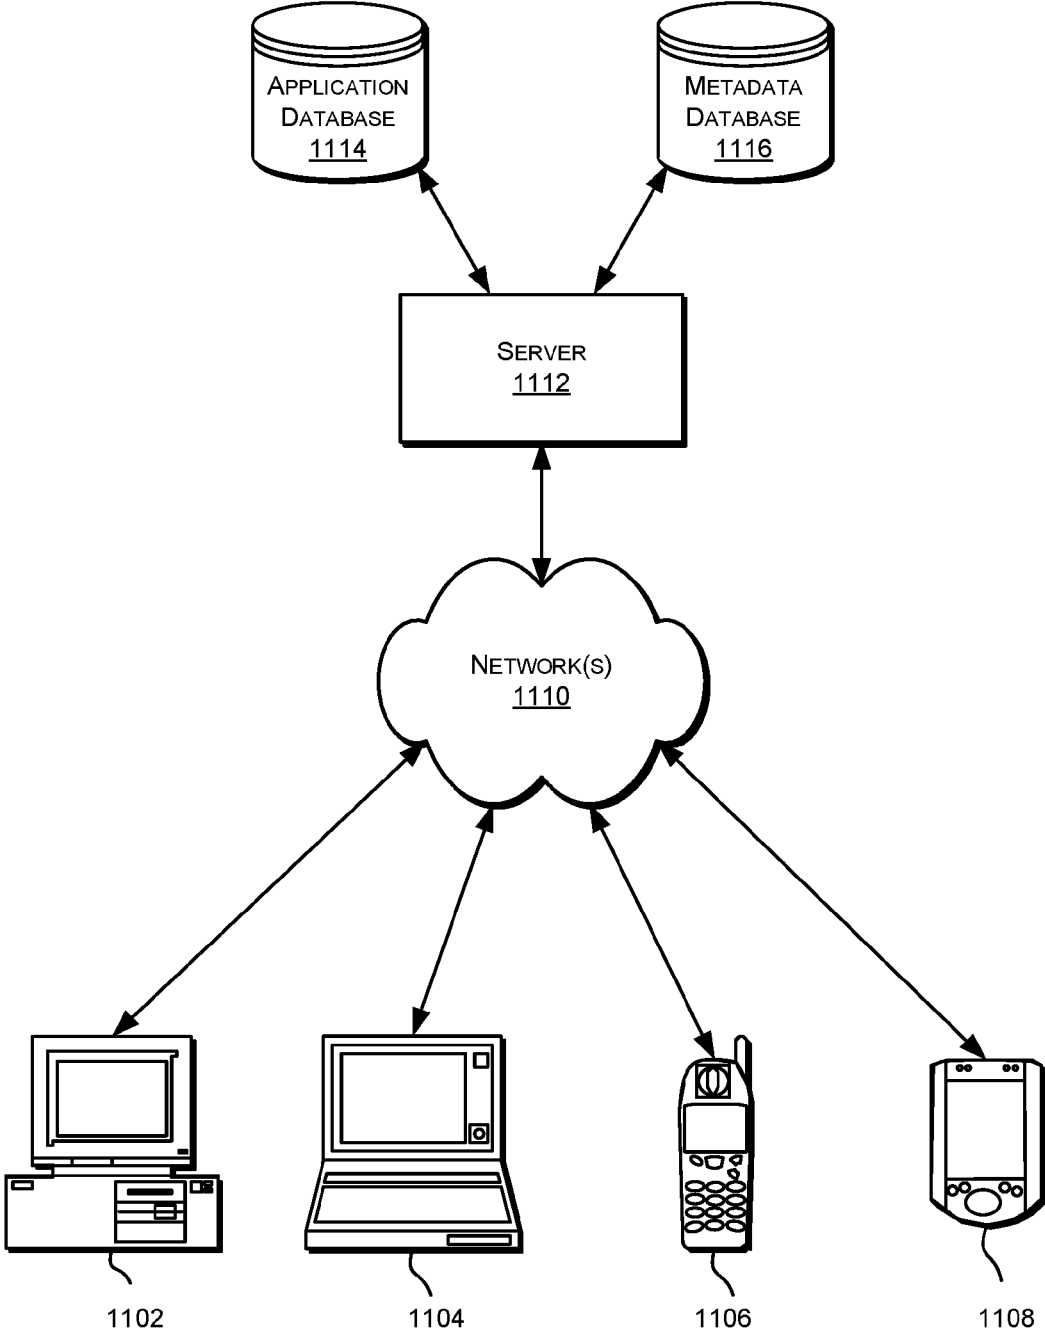 APPLICATION
DATABASE
1114
METADATA
DATABASE
1116
SERVER
1112
NETWORK(S)
1110
1102
1104
1106
1108